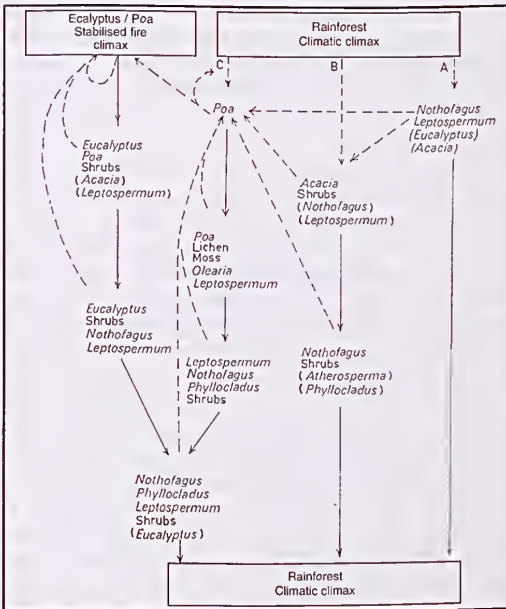 Ecalyptus / Poa
Stabilised fire
climax
Rainforest
Climatic climax
C
B
A
Poa
Nothofagus
Leptospermum
(Eucalyptus)
(Acacia)
Eucalyptus
Poa
Shrubs
(Acacia)
(Leptospermum)
Acacia
Shrubs
(Nothofagus)
(Leptospermum)
Poa
Lichen
Moss
Olearia
Leptospermum
Eucalyptus
Shrubs
Nothofagus
Leptospermum
Leptospermum
Nothofagus
Phyllocladus
Shrubs
Nothofagus
Shrubs
(Atherosperma)
(Phyllocladus)
Nothofagus
Phyllocladus
Leptospermum
Shrubs
(Eucalyptus)
Rainforest
Climatic climax